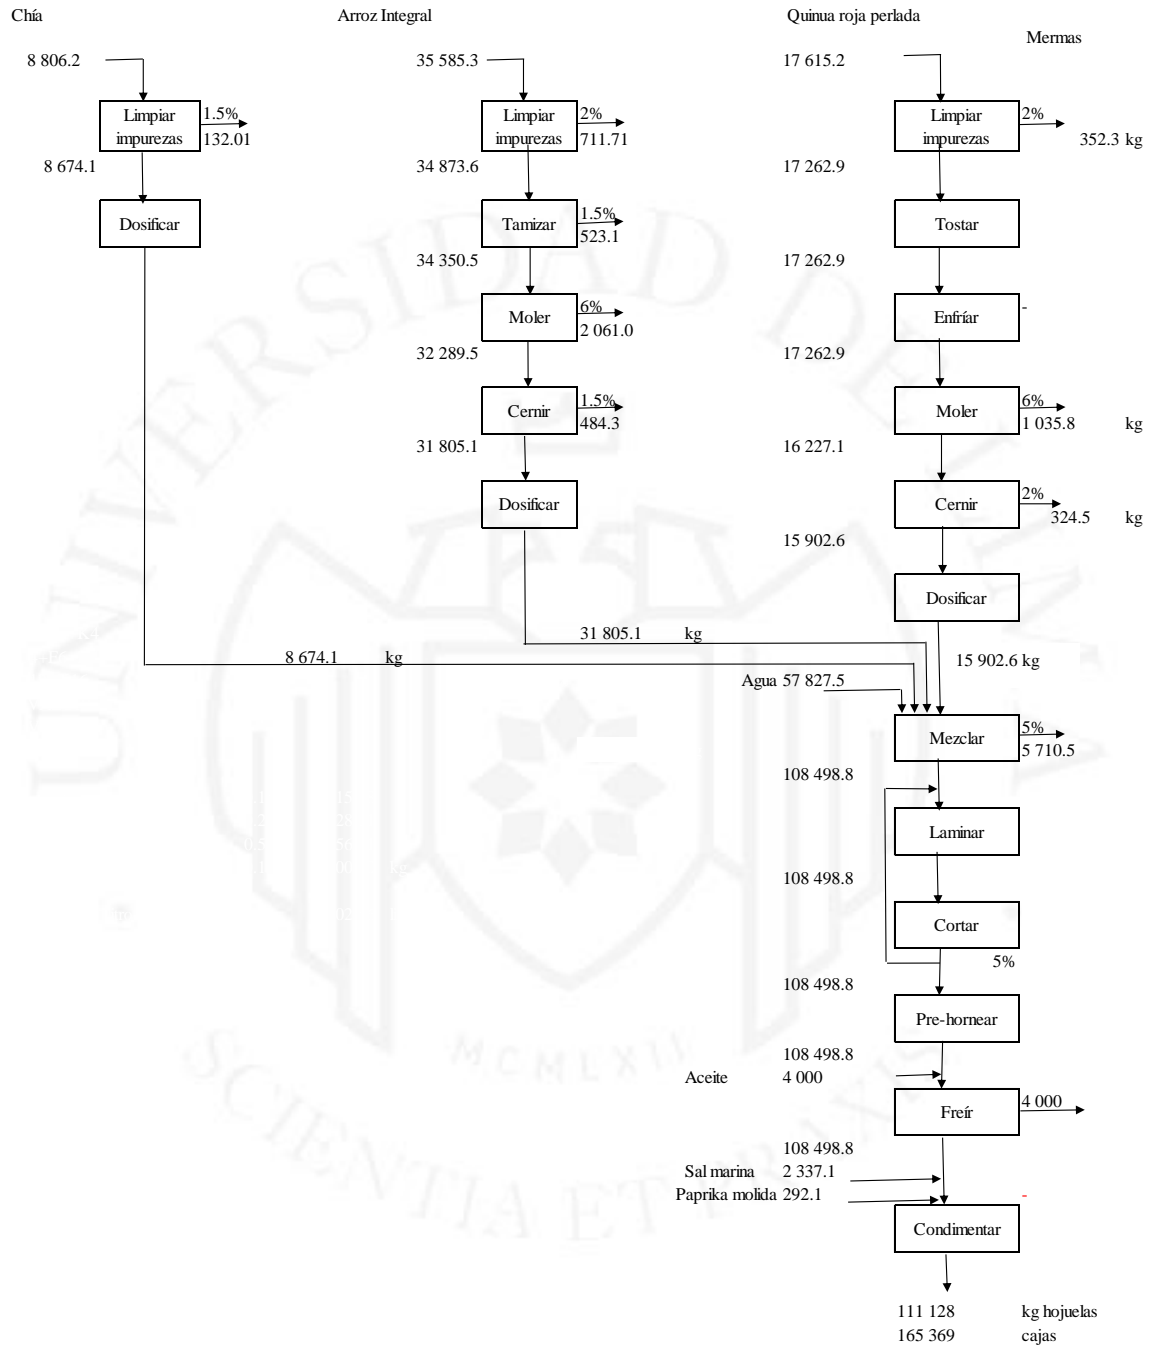 Chía
Arroz Integral
Quinua roja perlada
Mermas
8 806.2
35 585.3
17 615.2
Limpiar impurezas
1.5%
132.01
Limpiar impurezas
2%
711.71
Limpiar impurezas
2%
352.3 kg
8 674.1
34 873.6
17 262.9
Dosificar
Tamizar
1.5%
523.1
Tostar
34 350.5
17 262.9
Moler
6%
2 061.0
Enfríar
-
32 289.5
17 262.9
Cernir
1.5%
484.3
Moler
6%
1 035.8 kg
31 805.1
16 227.1
Dosificar
Cernir
2%
324.5 kg
15 902.6
Dosificar
31 805.1 kg
8 674.1 kg
15 902.6 kg
Agua 57 827.5
Mezclar
5%
5 710.5
108 498.8
Laminar
108 498.8
Cortar
5%
108 498.8
Pre-hornear
108 498.8
Aceite 4 000
Freír
4 000
108 498.8
Sal marina 2 337.1
Paprika molida 292.1
-
Condimentar
111 128 kg hojuelas
165 369 cajas
UNIVERSIDAD DE LIMA
MCMLXII
SCIENTIA ET PRAXIS